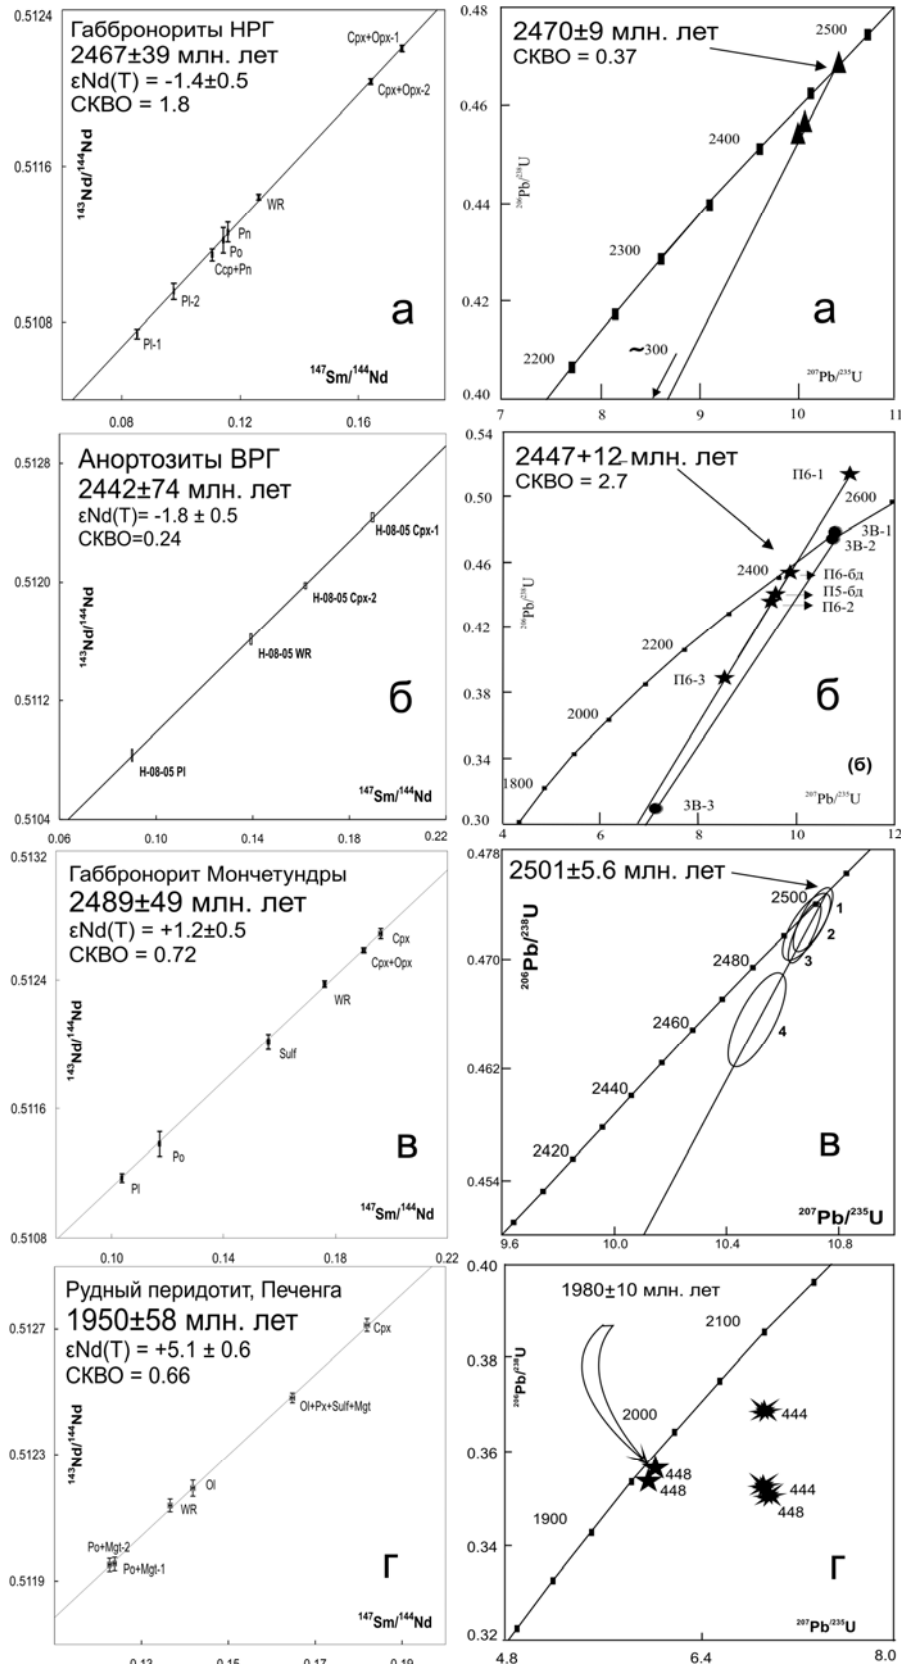 Габбронориты НРГ
2467±39 млн. лет
εNd(T) = -1.4±0.5
СКВО = 1.8
0.5124
0.5116
0.5108
¹⁴³Nd/¹⁴⁴Nd
Cpx+Opx-1
Cpx+Opx-2
WR
Pn
Po
Ccp+Pn
Pl-2
Pl-1
а
¹⁴⁷Sm/¹⁴⁴Nd
0.08
0.12
0.16
2470±9 млн. лет
СКВО = 0.37
0.48
0.46
0.44
0.42
0.40
²⁰⁶Pb/²³⁸U
2500
2400
2300
2200
~300
а
²⁰⁷Pb/²³⁵U
7
8
9
10
11
Анортозиты ВРГ
2442±74 млн. лет
εNd(T)= -1.8 ± 0.5
СКВО=0.24
0.5128
0.5120
0.5112
0.5104
¹⁴³Nd/¹⁴⁴Nd
H-08-05 Cpx-1
H-08-05 Cpx-2
H-08-05 WR
H-08-05 Pl
б
¹⁴⁷Sm/¹⁴⁴Nd
0.06
0.10
0.14
0.18
0.22
2447+12 млн. лет
СКВО = 2.7
0.54
0.50
0.46
0.42
0.38
0.34
0.30
²⁰⁶Pb/²³⁸U
П6-1
2600
3В-1
3В-2
2400
П6-бд
П5-бд
П6-2
2200
П6-3
2000
1800
3В-3
б
(б)
²⁰⁷Pb/²³⁵U
4
6
8
10
12
Габбронорит Мончетундры
2489±49 млн. лет
εNd(T) = +1.2±0.5
СКВО = 0.72
0.5132
0.5124
0.5116
0.5108
¹⁴³Nd/¹⁴⁴Nd
Cpx
Cpx+Opx
WR
Sulf
Po
Pl
в
¹⁴⁷Sm/¹⁴⁴Nd
0.10
0.14
0.18
0.22
2501±5.6 млн. лет
0.478
0.470
0.462
0.454
²⁰⁶Pb/²³⁸U
2500
1
2
3
2480
2460
4
2440
2420
в
²⁰⁷Pb/²³⁵U
9.6
10.0
10.4
10.8
Рудный перидотит, Печенга
1950±58 млн. лет
εNd(T) = +5.1 ± 0.6
СКВО = 0.66
0.5127
0.5123
0.5119
¹⁴³Nd/¹⁴⁴Nd
Cpx
Ol+Px+Sulf+Mgt
Ol
WR
Po+Mgt-2
Po+Mgt-1
г
¹⁴⁷Sm/¹⁴⁴Nd
0.13
0.15
0.17
0.19
1980±10 млн. лет
0.40
0.38
0.36
0.34
0.32
²⁰⁶Pb/²³⁸U
2100
2000
444
448
448
444
448
1900
г
²⁰⁷Pb/²³⁵U
4.8
6.4
8.0